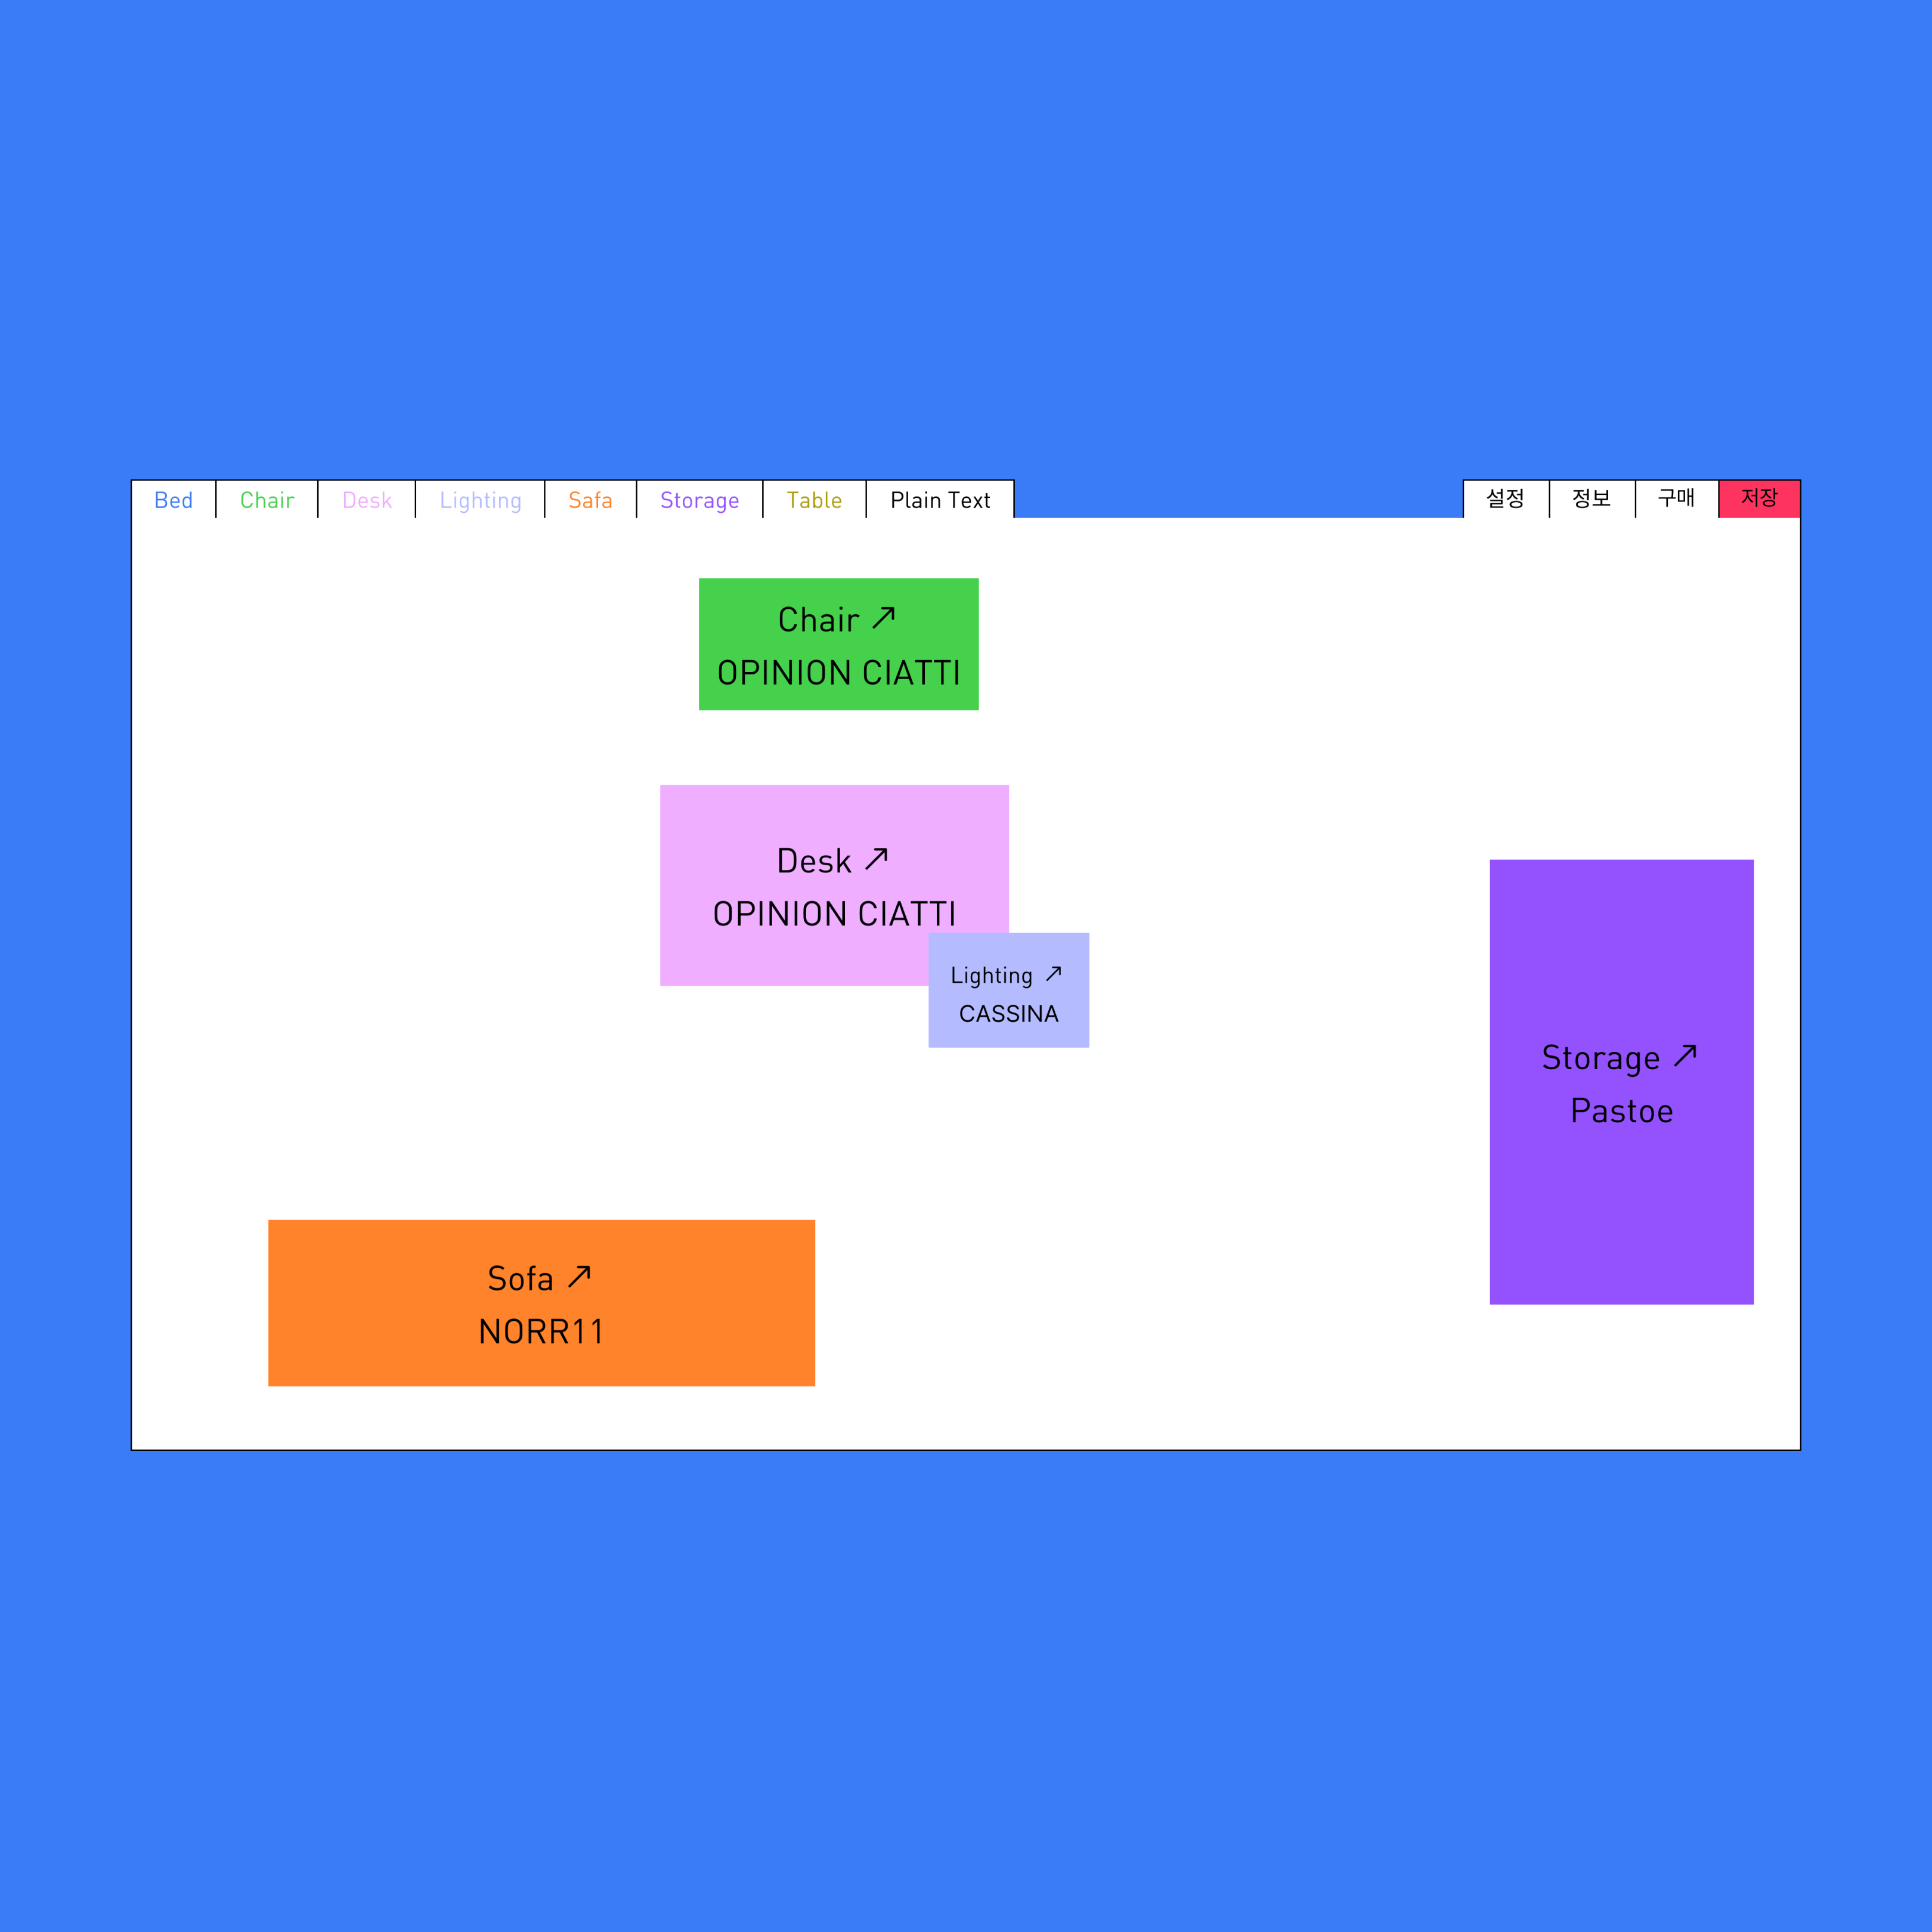 Bed Chair Desk Lighting Safa Storage Table Plain Text 설정 정보 구매 저장
Chair ↗
OPINION CIATTI
Desk ↗
OPINION CIATTI
Lighting ↗
CASSINA
Storage ↗
Pastoe
Sofa ↗
NORR11